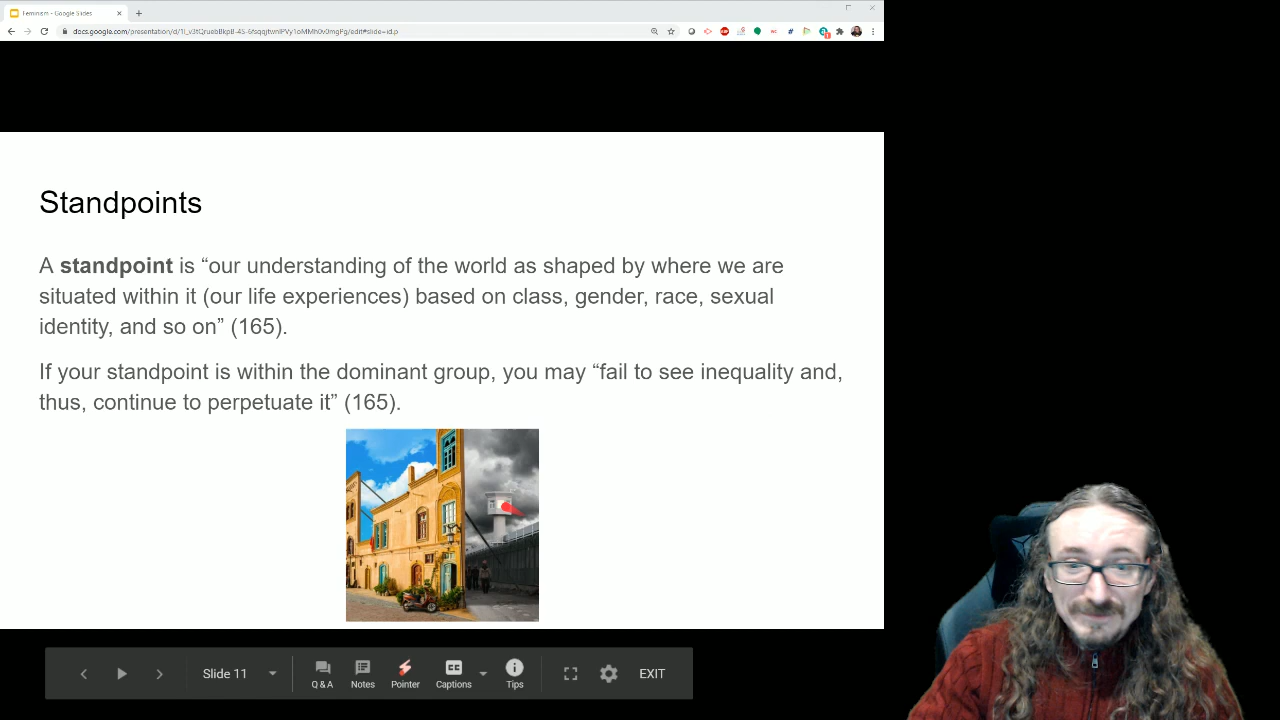 Feminism - Google Slides
Standpoints
A standpoint is “our understanding of the world as shaped by where we are
situated within it (our life experiences) based on class, gender, race, sexual
identity, and so on” (165).
If your standpoint is within the dominant group, you may “fail to see inequality and,
thus, continue to perpetuate it” (165).
Slide 11
Q & A
Notes
Pointer
Captions
Tips
EXIT